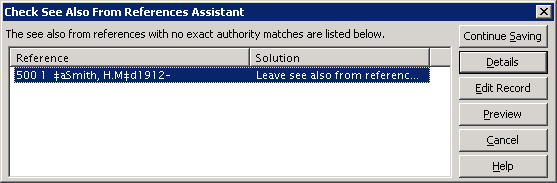 Check See Also From References Assistant
The see also from references with no exact authority matches are listed below.
Reference Solution
500 1 ‡aSmith, H.M‡d1912- Leave see also from referenc...
Continue Saving
Details
Edit Record
Preview
Cancel
Help